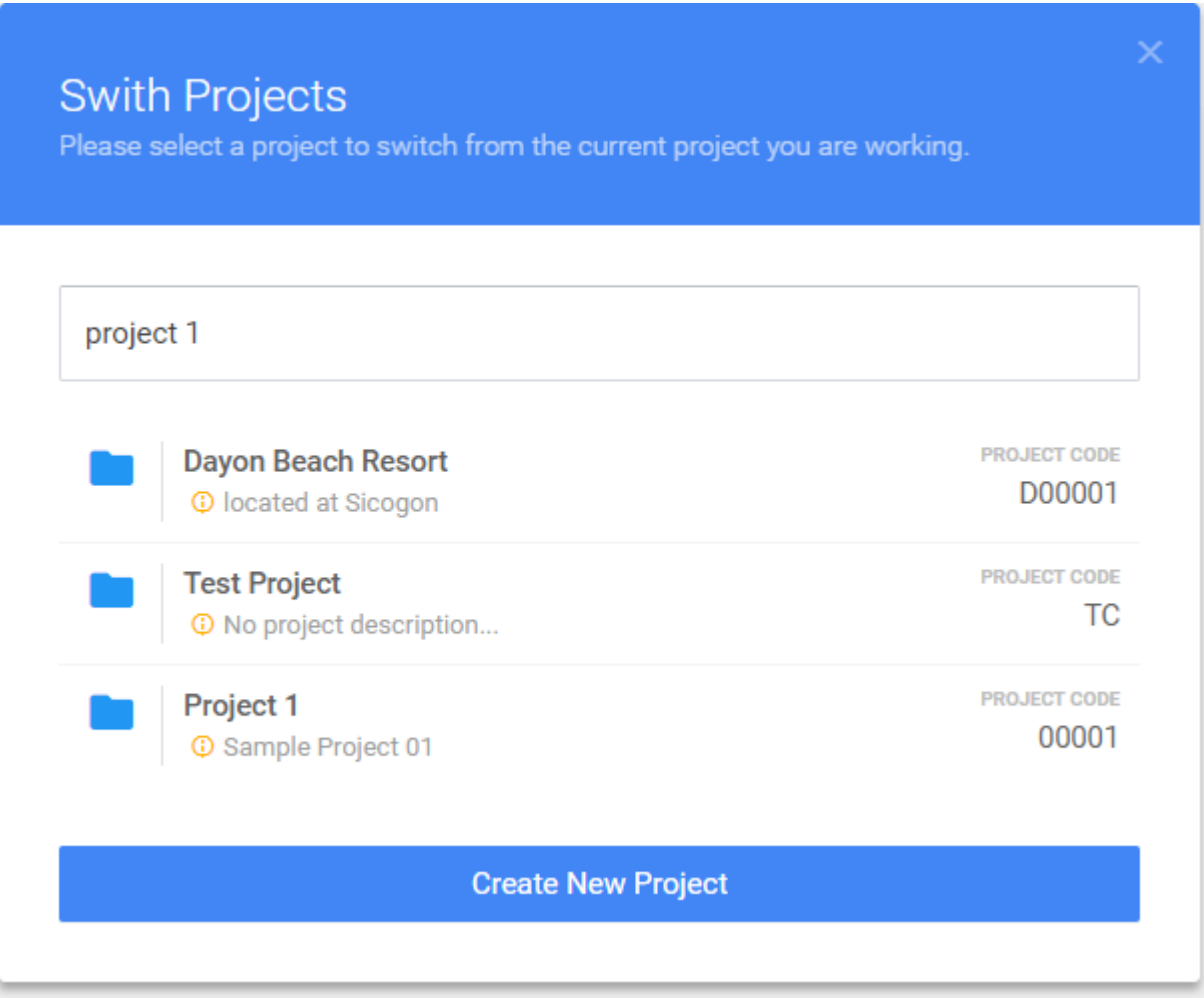 Swith Projects
Please select a project to switch from the current project you are working.
project 1
Dayon Beach Resort
located at Sicogon
PROJECT CODE
D00001
Test Project
No project description...
PROJECT CODE
TC
Project 1
Sample Project 01
PROJECT CODE
00001
Create New Project